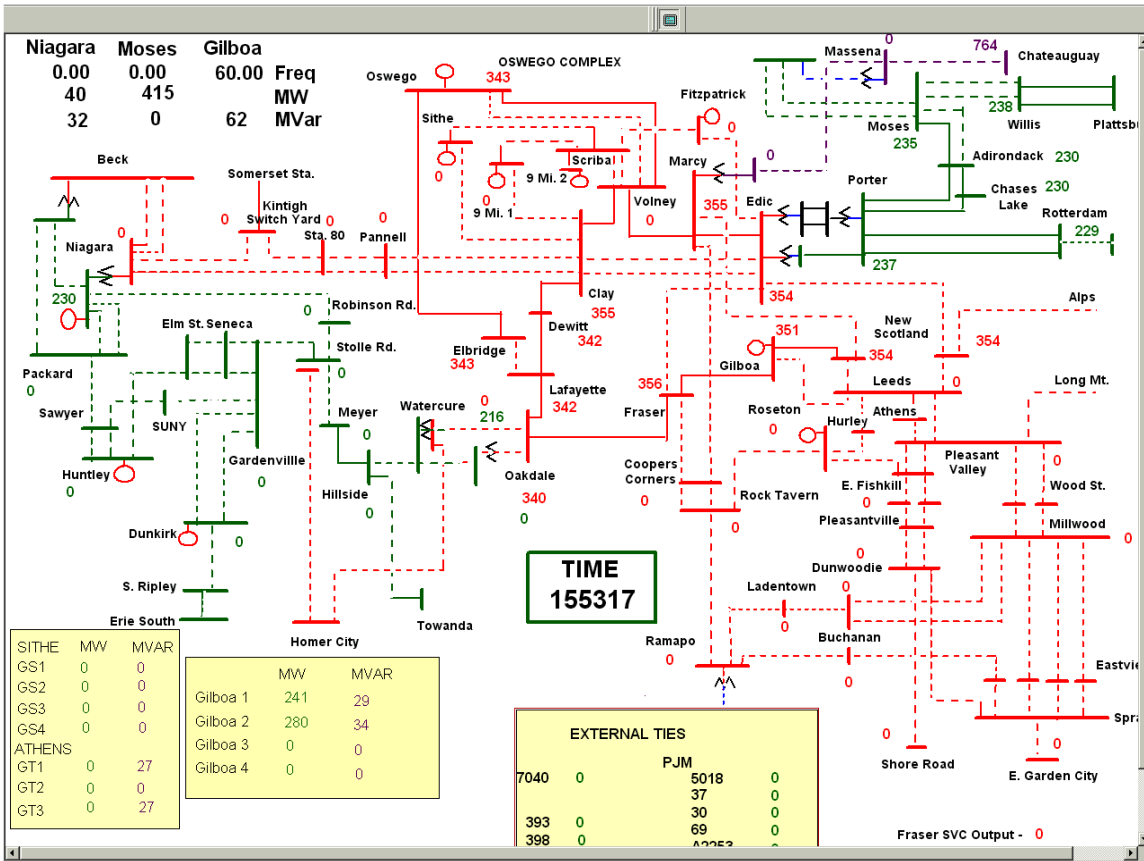 Niagara Moses Gilboa
0.00 0.00 60.00 Freq
40 415 MW
32 0 62 MVar
Oswego
343
OSWEGO COMPLEX
Fitzpatrick
0
Massena
0
764
Chateauguay
238
Willis
Plattsb
Moses
235
Sithe
0
Scriba
9 Mi. 2
0
9 Mi. 1
Volney
0
Marcy
0
355
Adirondack 230
Chases
Lake
230
Porter
Edic
Rotterdam
229
237
354
Beck
Somerset Sta.
0
Kintigh
Switch Yard
0
Sta. 80
0
Pannell
Niagara
0
230
Clay
355
Robinson Rd.
0
Elm St. Seneca
Stolle Rd.
0
Dewitt
342
Elbridge
343
Lafayette
342
0
Alps
New
Scotland
354
354
351
Gilboa
356
Fraser
Leeds
0
Long Mt.
Packard
0
Sawyer
SUNY
Huntley
0
Gardenvillle
0
Meyer
0
Watercure
216
Hillside
0
Oakdale
340
0
Roseton
0
Hurley
Athens
Pleasant
Valley
0
Coopers
Corners
0
Rock Tavern
0
E. Fishkill
0
Wood St.
Pleasantville
0
Millwood
0
Dunwoodie
0
Dunkirk
0
S. Ripley
Erie South
Homer City
Towanda
TIME
155317
Ladentown
0
Buchanan
0
Ramapo
0
Eastvie
Spra
0
Shore Road
0
E. Garden City
SITHE MW MVAR
GS1 0 0
GS2 0 0
GS3 0 0
GS4 0 0
ATHENS
GT1 0 27
GT2 0 0
GT3 0 27
MW MVAR
Gilboa 1 241 29
Gilboa 2 280 34
Gilboa 3 0 0
Gilboa 4 0 0
EXTERNAL TIES
PJM
7040 0 5018 0
37 0
30 0
393 0 69 0
398 0 A2253
Fraser SVC Output - 0